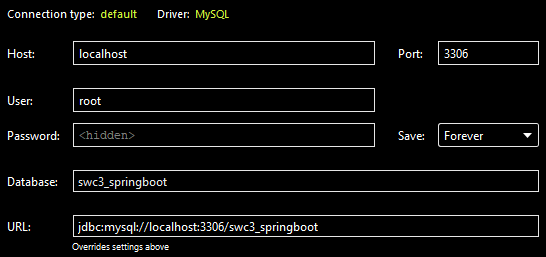 Connection type: default Driver: MySQL
Host: localhost Port: 3306
User: root
Password: <hidden> Save: Forever
Database: swc3_springboot
URL: jdbc:mysql://localhost:3306/swc3_springboot
Overrides settings above